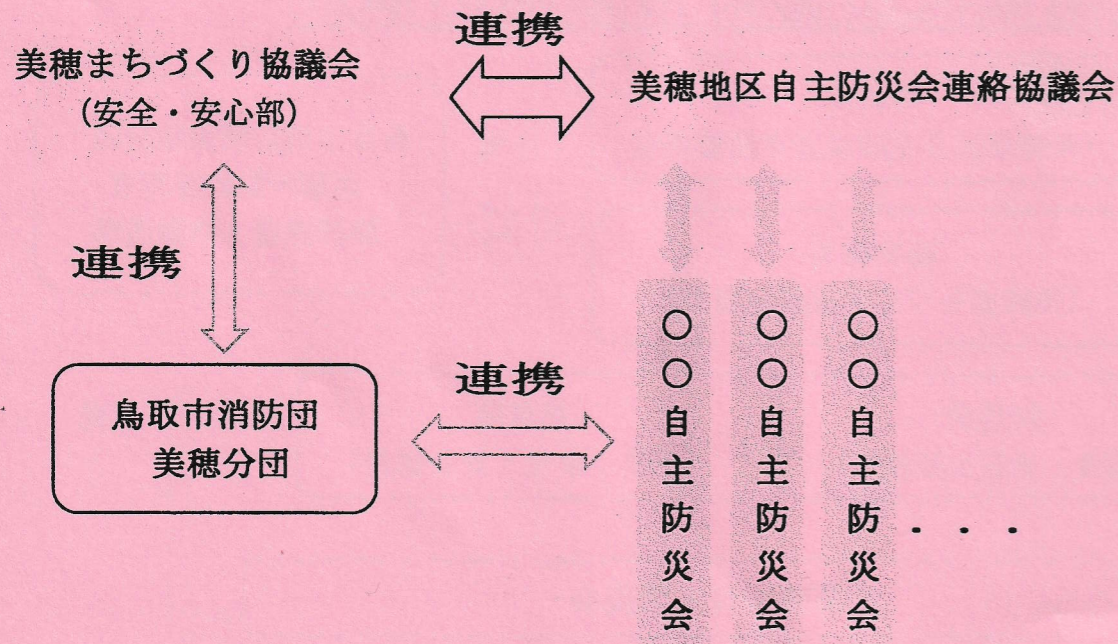 連携
美穂まちづくり協議会
(安全・安心部)
美穂地区自主防災会連絡協議会
連携
連携
鳥取市消防団
美穂分団
〇〇自主防災会
〇〇自主防災会
〇〇自主防災会
・・・